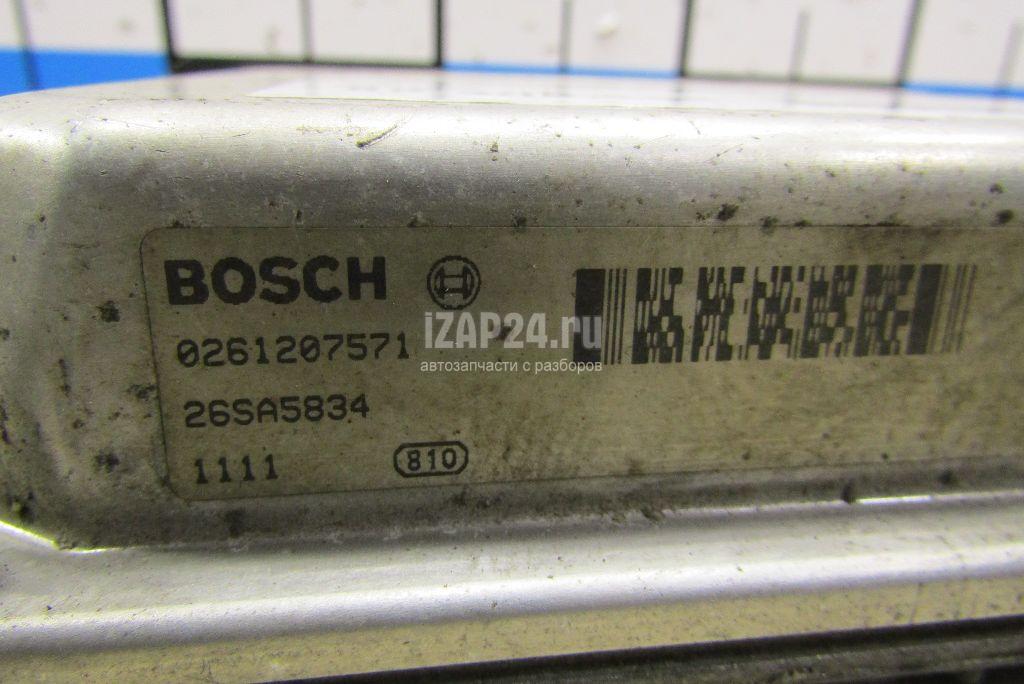 BOSCH
0261207571
26SA5834
1111
810
iZAP24.ru
автозапчасти с разборов